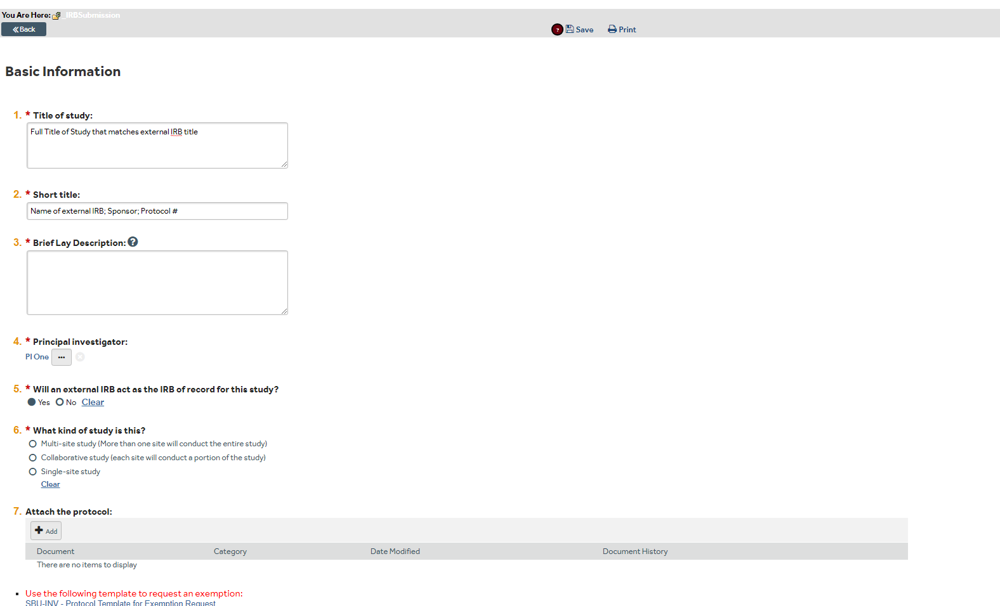 You Are Here: _IRBSubmission
Back
? Save Print
Basic Information
1. * Title of study:
Full Title of Study that matches external IRB title
2. * Short title:
Name of external IRB; Sponsor; Protocol #
3. * Brief Lay Description: ?
4. * Principal investigator:
PI One ...
5. * Will an external IRB act as the IRB of record for this study?
Yes No Clear
6. * What kind of study is this?
Multi-site study (More than one site will conduct the entire study)
Collaborative study (each site will conduct a portion of the study)
Single-site study
Clear
7. Attach the protocol:
Add
Document Category Date Modified Document History
There are no items to display
Use the following template to request an exemption:
SBU-INV - Protocol Template for Exemption Request